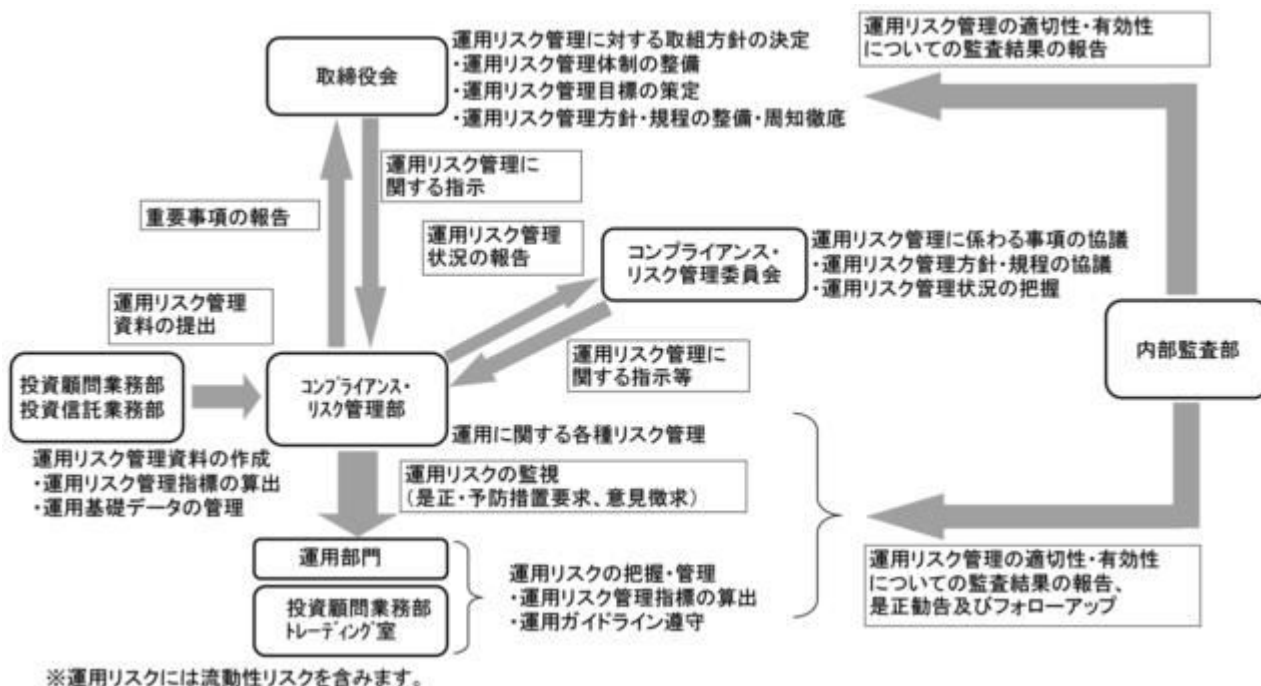 取締役会
運用リスク管理に対する取組方針の決定
・運用リスク管理体制の整備
・運用リスク管理目標の策定
・運用リスク管理方針・規程の整備・周知徹底
運用リスク管理の適切性・有効性
についての監査結果の報告
運用リスク管理に
関する指示
重要事項の報告
運用リスク管理
状況の報告
コンプライアンス・
リスク管理委員会
運用リスク管理に係わる事項の協議
・運用リスク管理方針・規程の協議
・運用リスク管理状況の把握
運用リスク管理
資料の提出
運用リスク管理に
関する指示等
内部監査部
投資顧問業務部
投資信託業務部
コンプライアンス・
リスク管理部
運用に関する各種リスク管理
運用リスク管理資料の作成
・運用リスク管理指標の算出
・運用基礎データの管理
運用リスクの監視
(是正・予防措置要求、意見徴求)
運用部門
投資顧問業務部
トレーディング室
運用リスクの把握・管理
・運用リスク管理指標の算出
・運用ガイドライン遵守
運用リスク管理の適切性・有効性
についての監査結果の報告、
是正勧告及びフォローアップ
※運用リスクには流動性リスクを含みます。